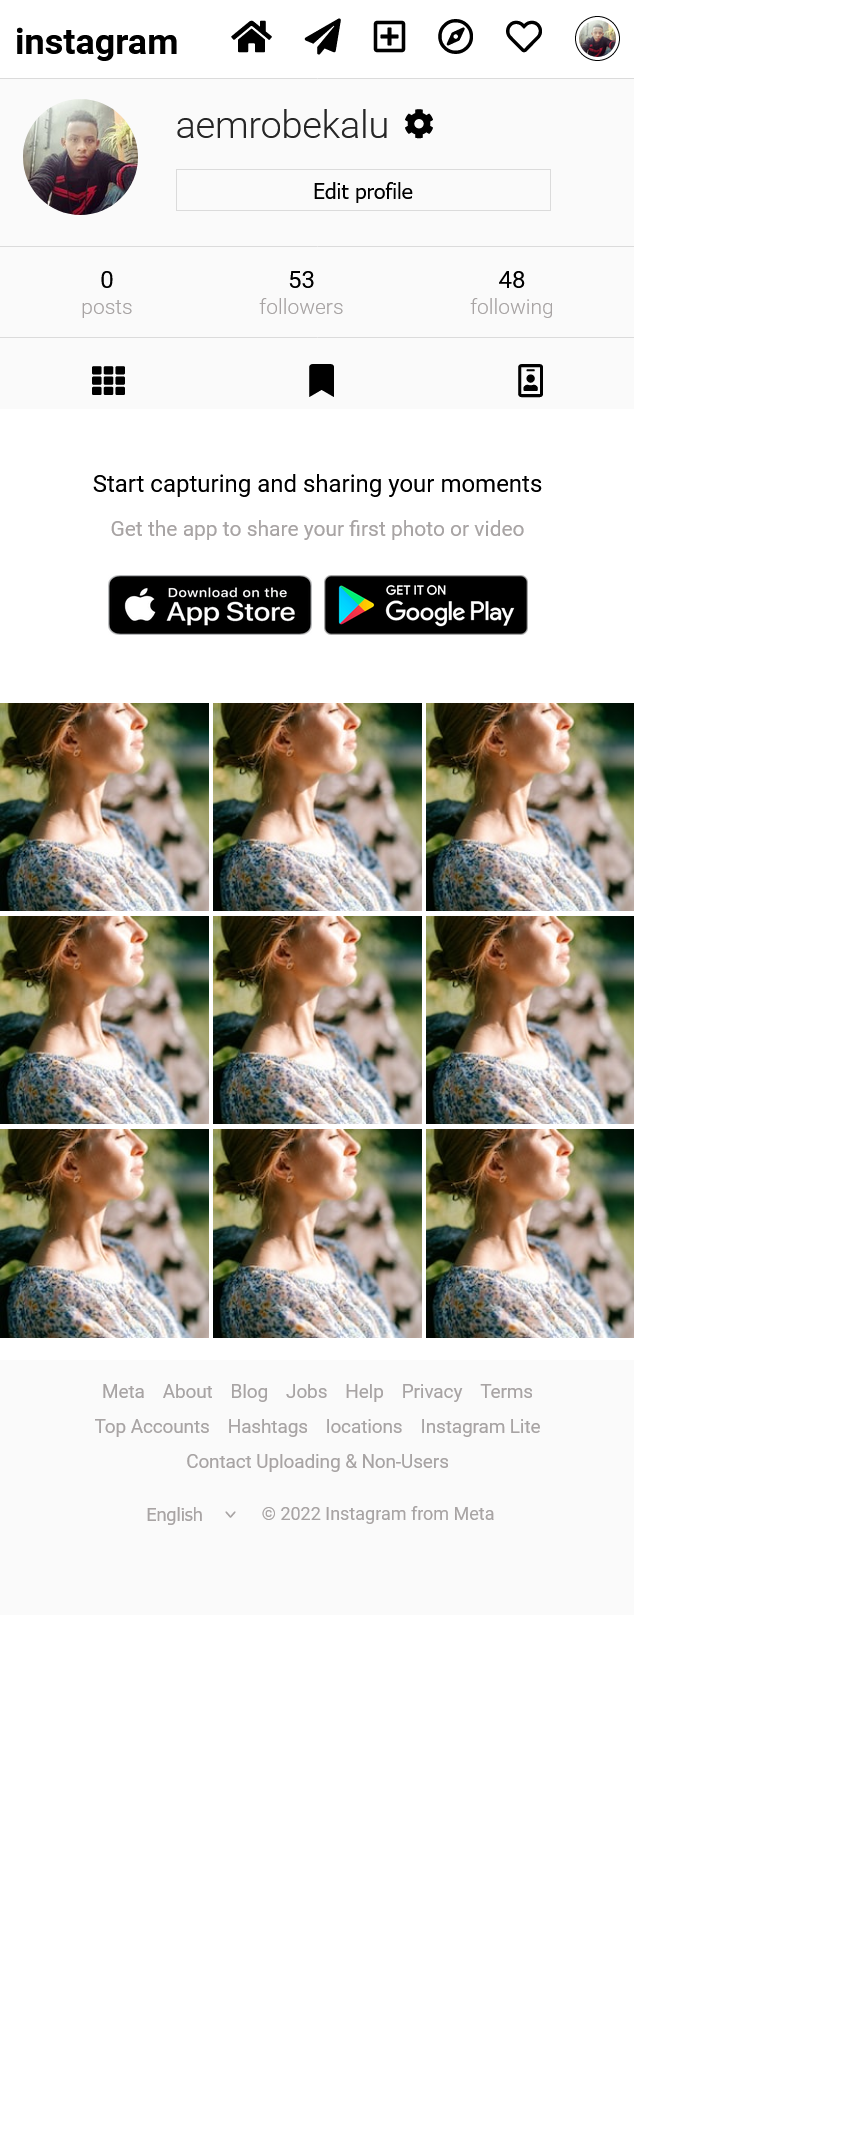 instagram
aemrobekalu
Edit profile
0 53 48
posts followers following
Start capturing and sharing your moments
Get the app to share your first photo or video
Download on the GET IT ON
App Store Google Play
Meta About Blog Jobs Help Privacy Terms
Top Accounts Hashtags locations Instagram Lite
Contact Uploading & Non-Users
English © 2022 Instagram from Meta